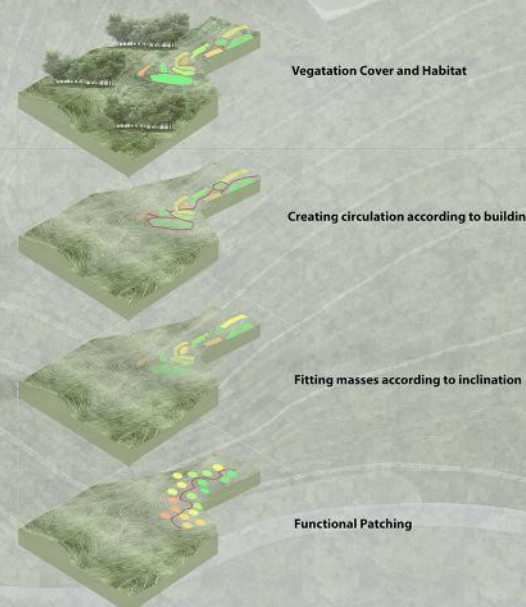 Vegatation Cover and Habitat
Creating circulation according to buildin
Fitting masses according to inclination
Functional Patching